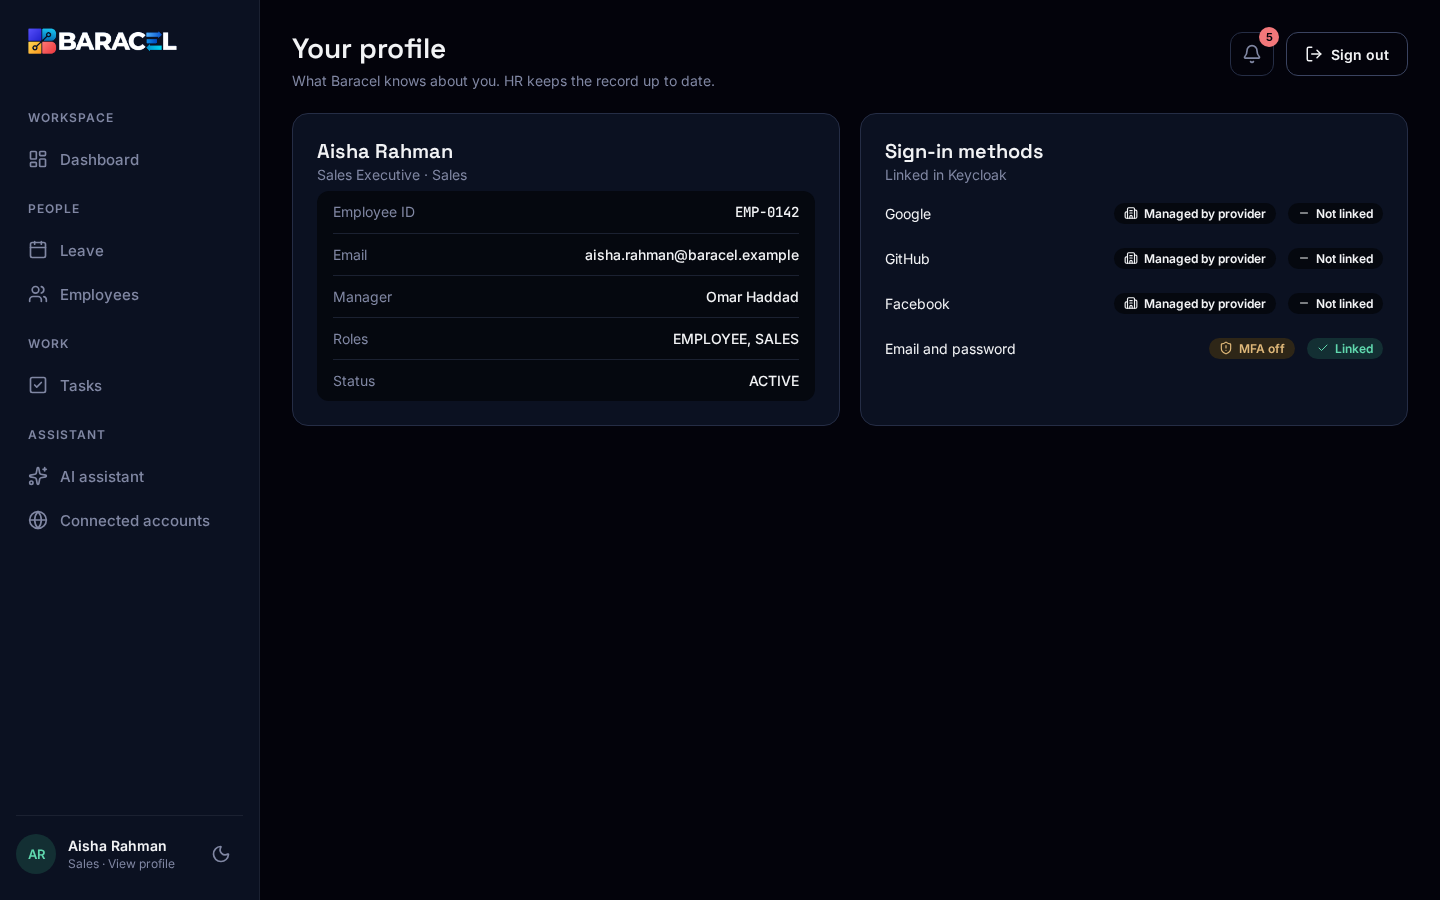 BARACEL
WORKSPACE
Dashboard
PEOPLE
Leave
Employees
WORK
Tasks
ASSISTANT
AI assistant
Connected accounts
AR
Aisha Rahman
Sales · View profile
Your profile
What Baracel knows about you. HR keeps the record up to date.
5
Sign out
Aisha Rahman
Sales Executive · Sales
Employee ID EMP-0142
Email aisha.rahman@baracel.example
Manager Omar Haddad
Roles EMPLOYEE, SALES
Status ACTIVE
Sign-in methods
Linked in Keycloak
Google Managed by provider Not linked
GitHub Managed by provider Not linked
Facebook Managed by provider Not linked
Email and password MFA off Linked